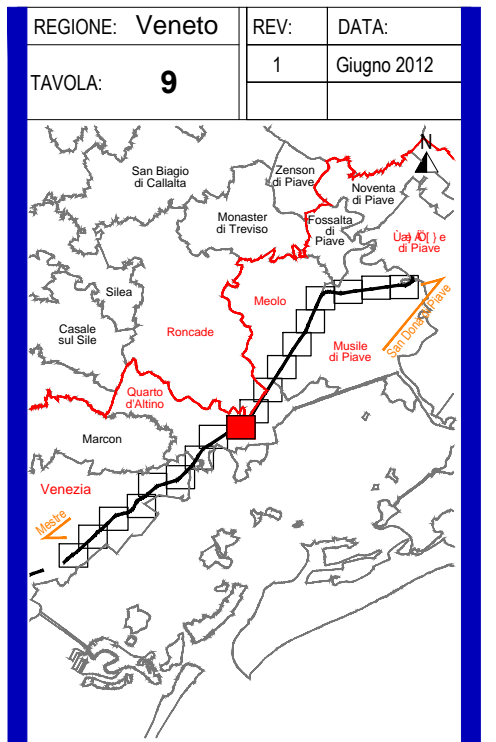 REGIONE: Veneto
REV:
DATA:
TAVOLA: 9
1
Giugno 2012
N
San Biagio
di Callalta
Zenson
di Piave
Noventa
di Piave
Monaster
di Treviso
Fossalta
di
Piave
di Piave
Silea
Meolo
San Donà di Piave
Casale
sul Sile
Roncade
Musile
di Piave
Quarto
d'Altino
Marcon
Venezia
Mestre